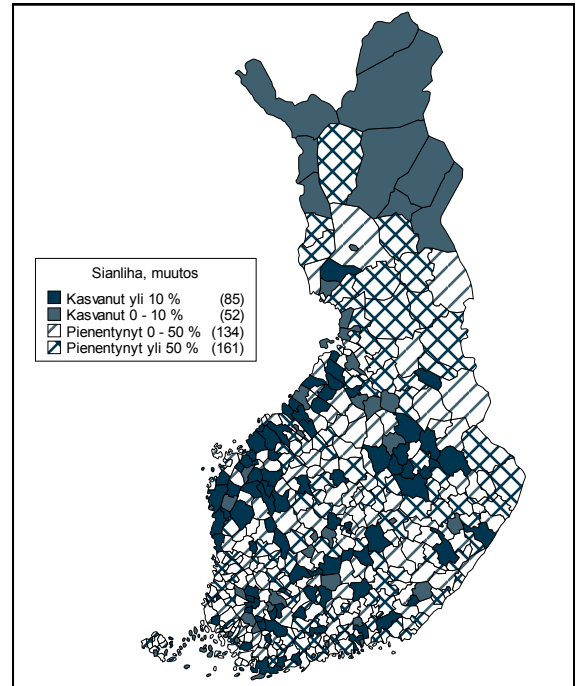 Sianliha, muutos
Kasvanut yli 10 % (85)
Kasvanut 0 - 10 % (52)
Pienentynyt 0 - 50 % (134)
Pienentynyt yli 50 % (161)